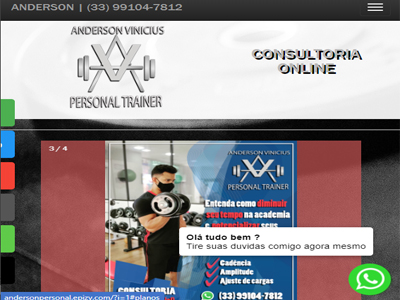 ANDERSON | (33) 99104-7812
ANDERSON VINICIUS
PERSONAL TRAINER
CONSULTORIA
ONLINE
3 / 4
ANDERSON VINICIUS
PERSONAL TRAINER
Entenda como diminuir
seu tempo na academia
e potencializar seus
Olá tudo bem ?
Tire suas duvidas comigo agora mesmo
Cadência
Amplitude
Ajuste de cargas
CONSULTORIA
(33) 99104-7812
andersonpersonal.epizy.com/?i=1#planos